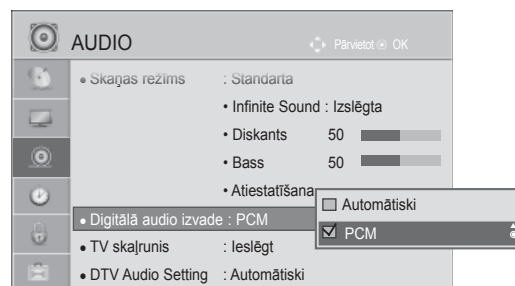 AUDIO
Pārvietot OK
• Skaņas režīms : Standarta
• Infinite Sound : Izslēgta
• Diskants 50
• Bass 50
• Atiestatīšana
• Digitālā audio izvade : PCM
Automātiski
PCM
• TV skaļrunis : Ieslēgt
• DTV Audio Setting : Automātiski